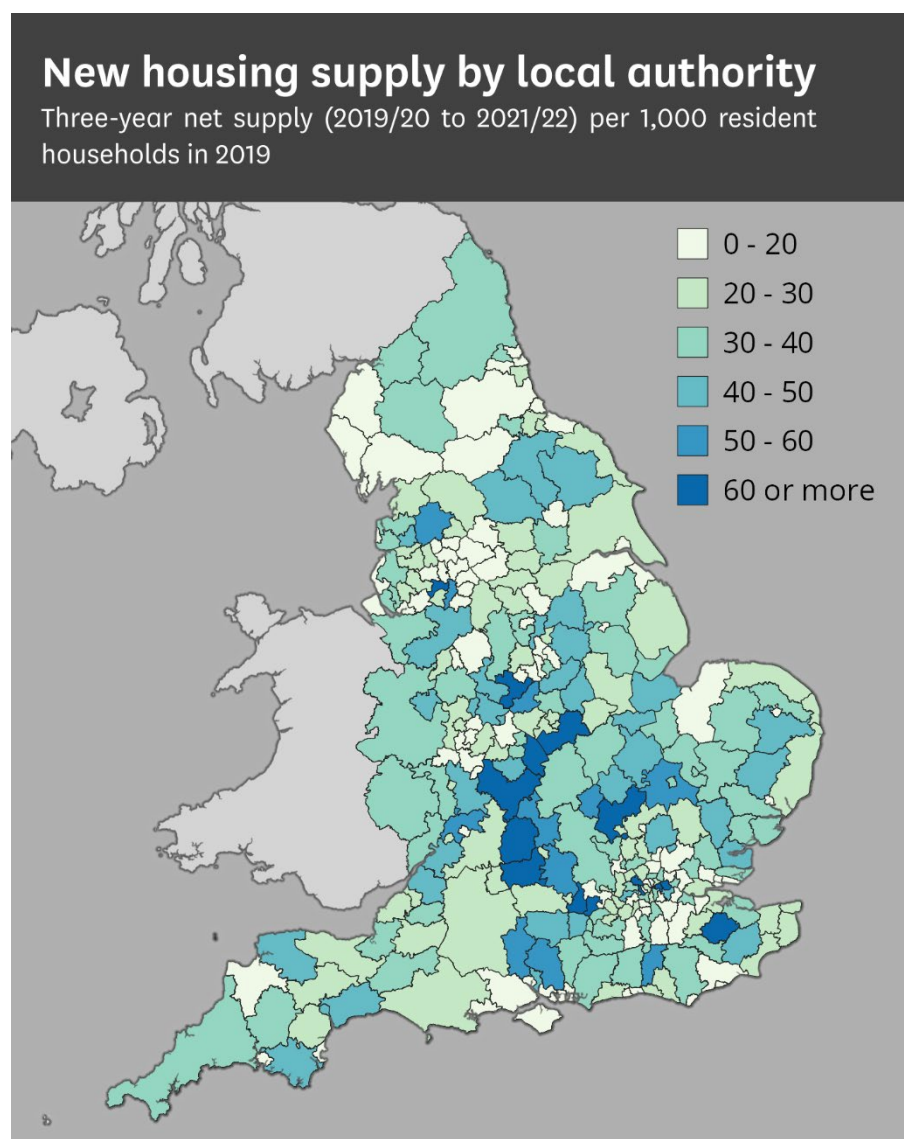 New housing supply by local authority
Three-year net supply (2019/20 to 2021/22) per 1,000 resident
households in 2019
0 - 20
20 - 30
30 - 40
40 - 50
50 - 60
60 or more